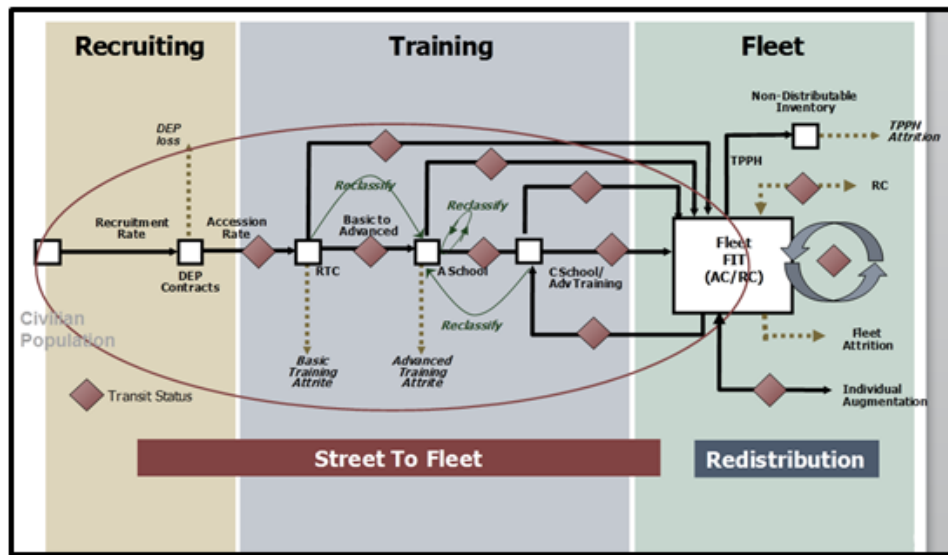 Recruiting
Training
Fleet
Non-Distributable
Inventory
DEP
loss
TPPH
Attrition
TPPH
Reclassify
RC
Reclassify
Recruitment
Rate
Accession
Rate
Basic to
Advanced
Fleet
FIT
(AC/RC)
DEP
Contracts
RTC
A School
C School/
Adv Training
Civilian
Population
Reclassify
Fleet
Attrition
Basic
Training
Attrite
Advanced
Training
Attrite
Individual
Augmentation
Transit Status
Street To Fleet
Redistribution